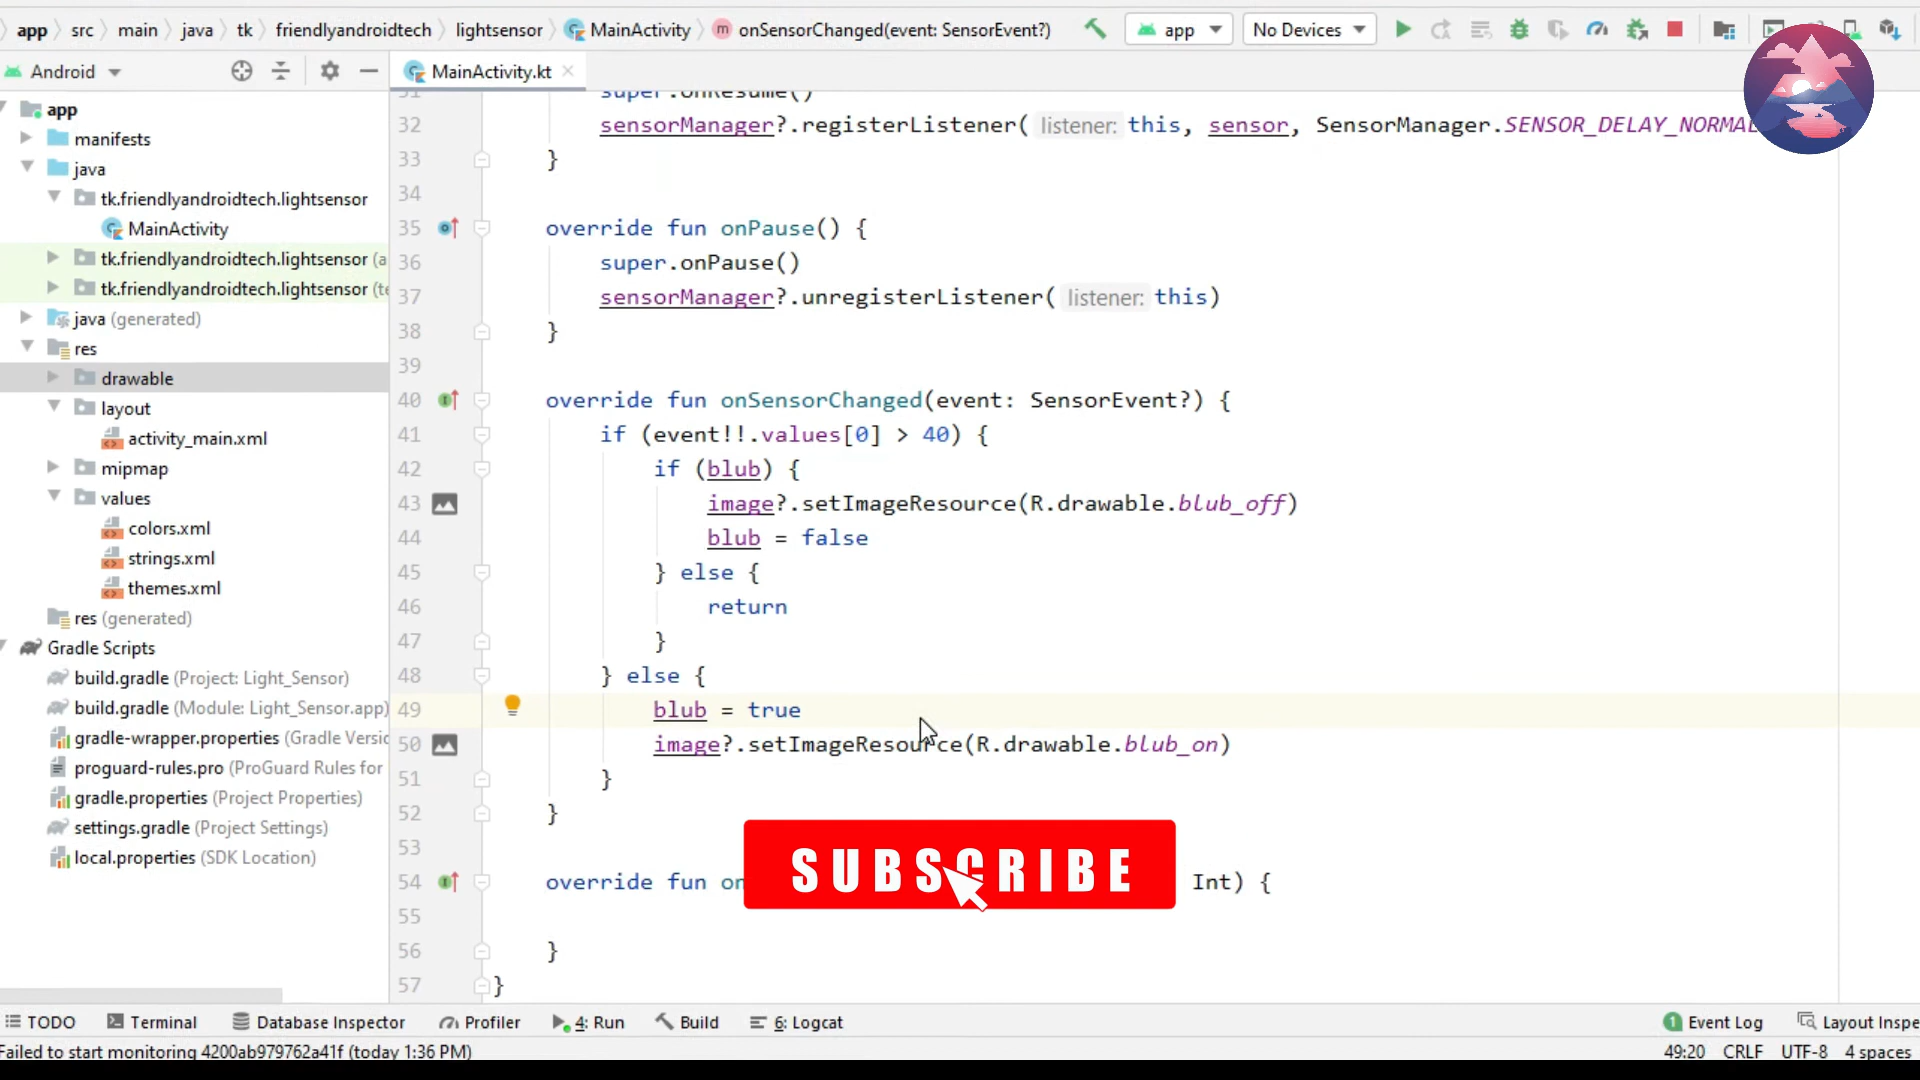 app src main java tk friendlyandroidtech lightsensor MainActivity m onSensorChanged(event: SensorEvent?) app No Devices
Android MainActivity.kt
app
manifests
java
tk.friendlyandroidtech.lightsensor
MainActivity
tk.friendlyandroidtech.lightsensor (a
tk.friendlyandroidtech.lightsensor (te
java (generated)
res
drawable
layout
activity_main.xml
mipmap
values
colors.xml
strings.xml
themes.xml
res (generated)
Gradle Scripts
build.gradle (Project: Light_Sensor)
build.gradle (Module: Light_Sensor.app)
gradle-wrapper.properties (Gradle Versio
proguard-rules.pro (ProGuard Rules for
gradle.properties (Project Properties)
settings.gradle (Project Settings)
local.properties (SDK Location)
31 super.onResume()
32 sensorManager?.registerListener( listener: this, sensor, SensorManager.SENSOR_DELAY_NORMAL
33 }
34
35 override fun onPause() {
36 super.onPause()
37 sensorManager?.unregisterListener( listener: this)
38 }
39
40 override fun onSensorChanged(event: SensorEvent?) {
41 if (event!!.values[0] > 40) {
42 if (blub) {
43 image?.setImageResource(R.drawable.blub_off)
44 blub = false
45 } else {
46 return
47 }
48 } else {
49 blub = true
50 image?.setImageResource(R.drawable.blub_on)
51 }
52 }
53
54 override fun on Int) {
55
56 }
57 }
SUBSCRIBE
TODO Terminal Database Inspector Profiler 4: Run Build 6: Logcat 1 Event Log Layout Inspe
Failed to start monitoring 4200ab979762a41f (today 1:36 PM) 49:20 CRLF UTF-8 4 spaces